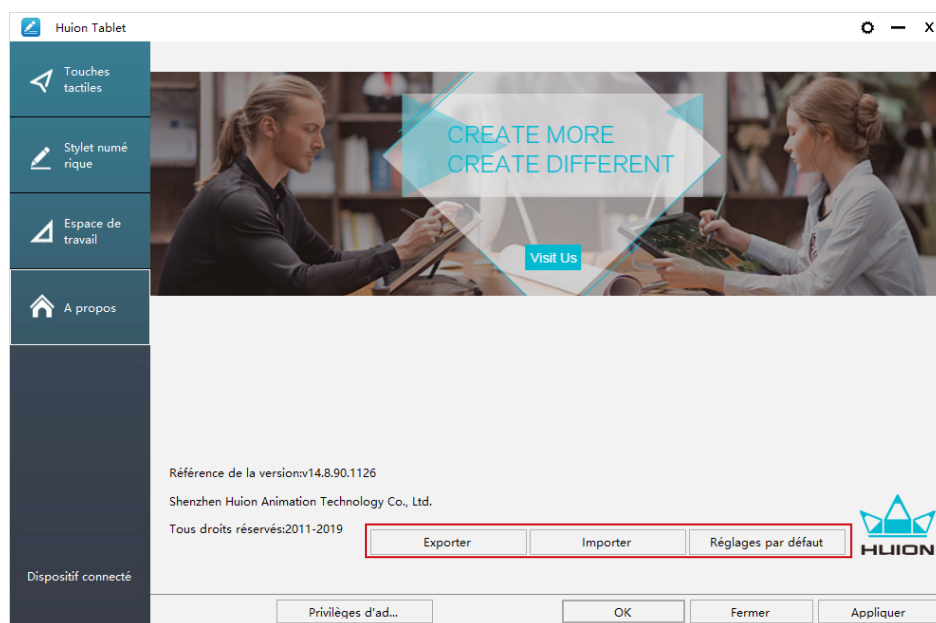 Huion Tablet
X
Touches
tactiles
Stylet numé
rique
Espace de
travail
A propos
Dispositif connecté
CREATE MORE
CREATE DIFFERENT
Visit Us
Référence de la version:v14.8.90.1126
Shenzhen Huion Animation Technology Co., Ltd.
Tous droits réservés:2011-2019
Exporter Importer Réglages par défaut
HUION
Privilèges d'ad... OK Fermer Appliquer